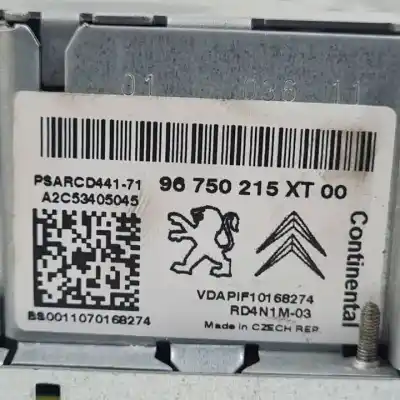 PSARCD441-71 96 750 215 XT 00
A2C53405045
Continental
VDAPIF10168274
BS0011070168274 RD4N1M-03
Made in CZECH REP.